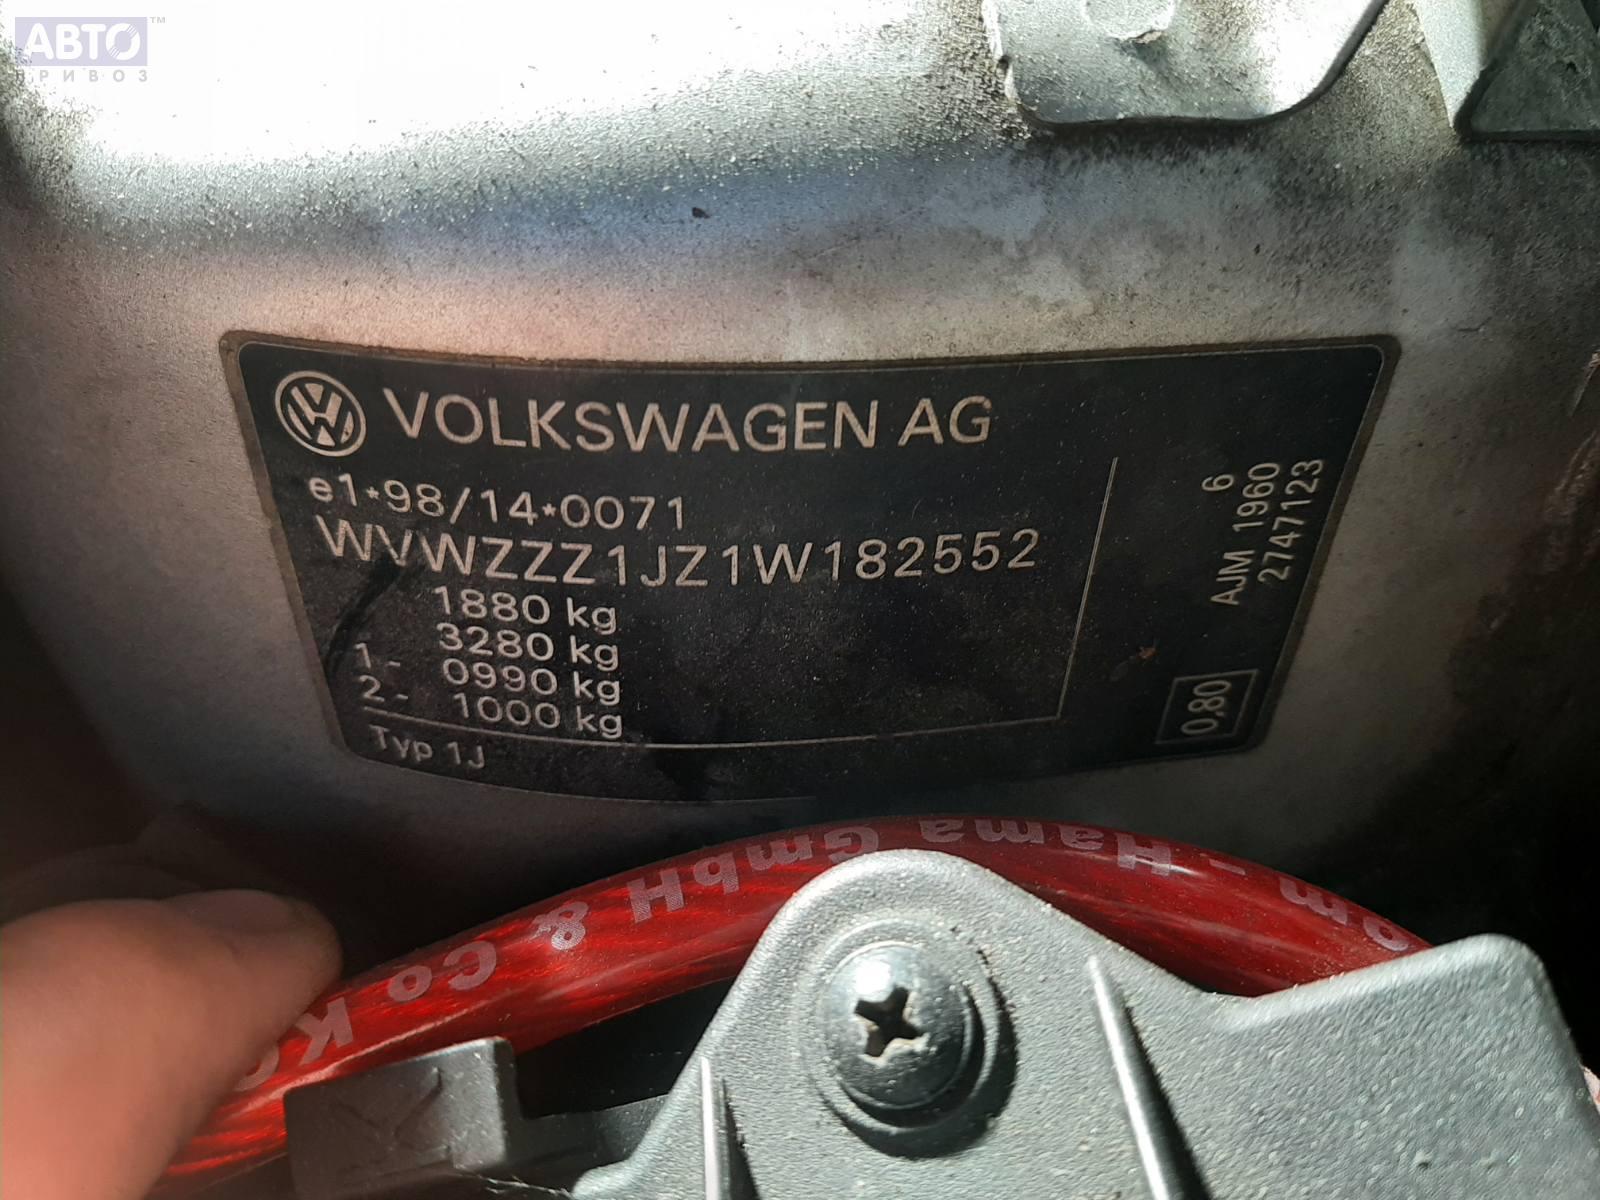 АВТО™
ПРИВОЗ
VOLKSWAGEN AG
e1*98/14*0071
WVWZZZ1JZ1W182552
1880 kg
3280 kg
1- 0990 kg
2- 1000 kg
Typ 1J
6
AJM 1960
2747123
0,80
Hama GmbH & Co K